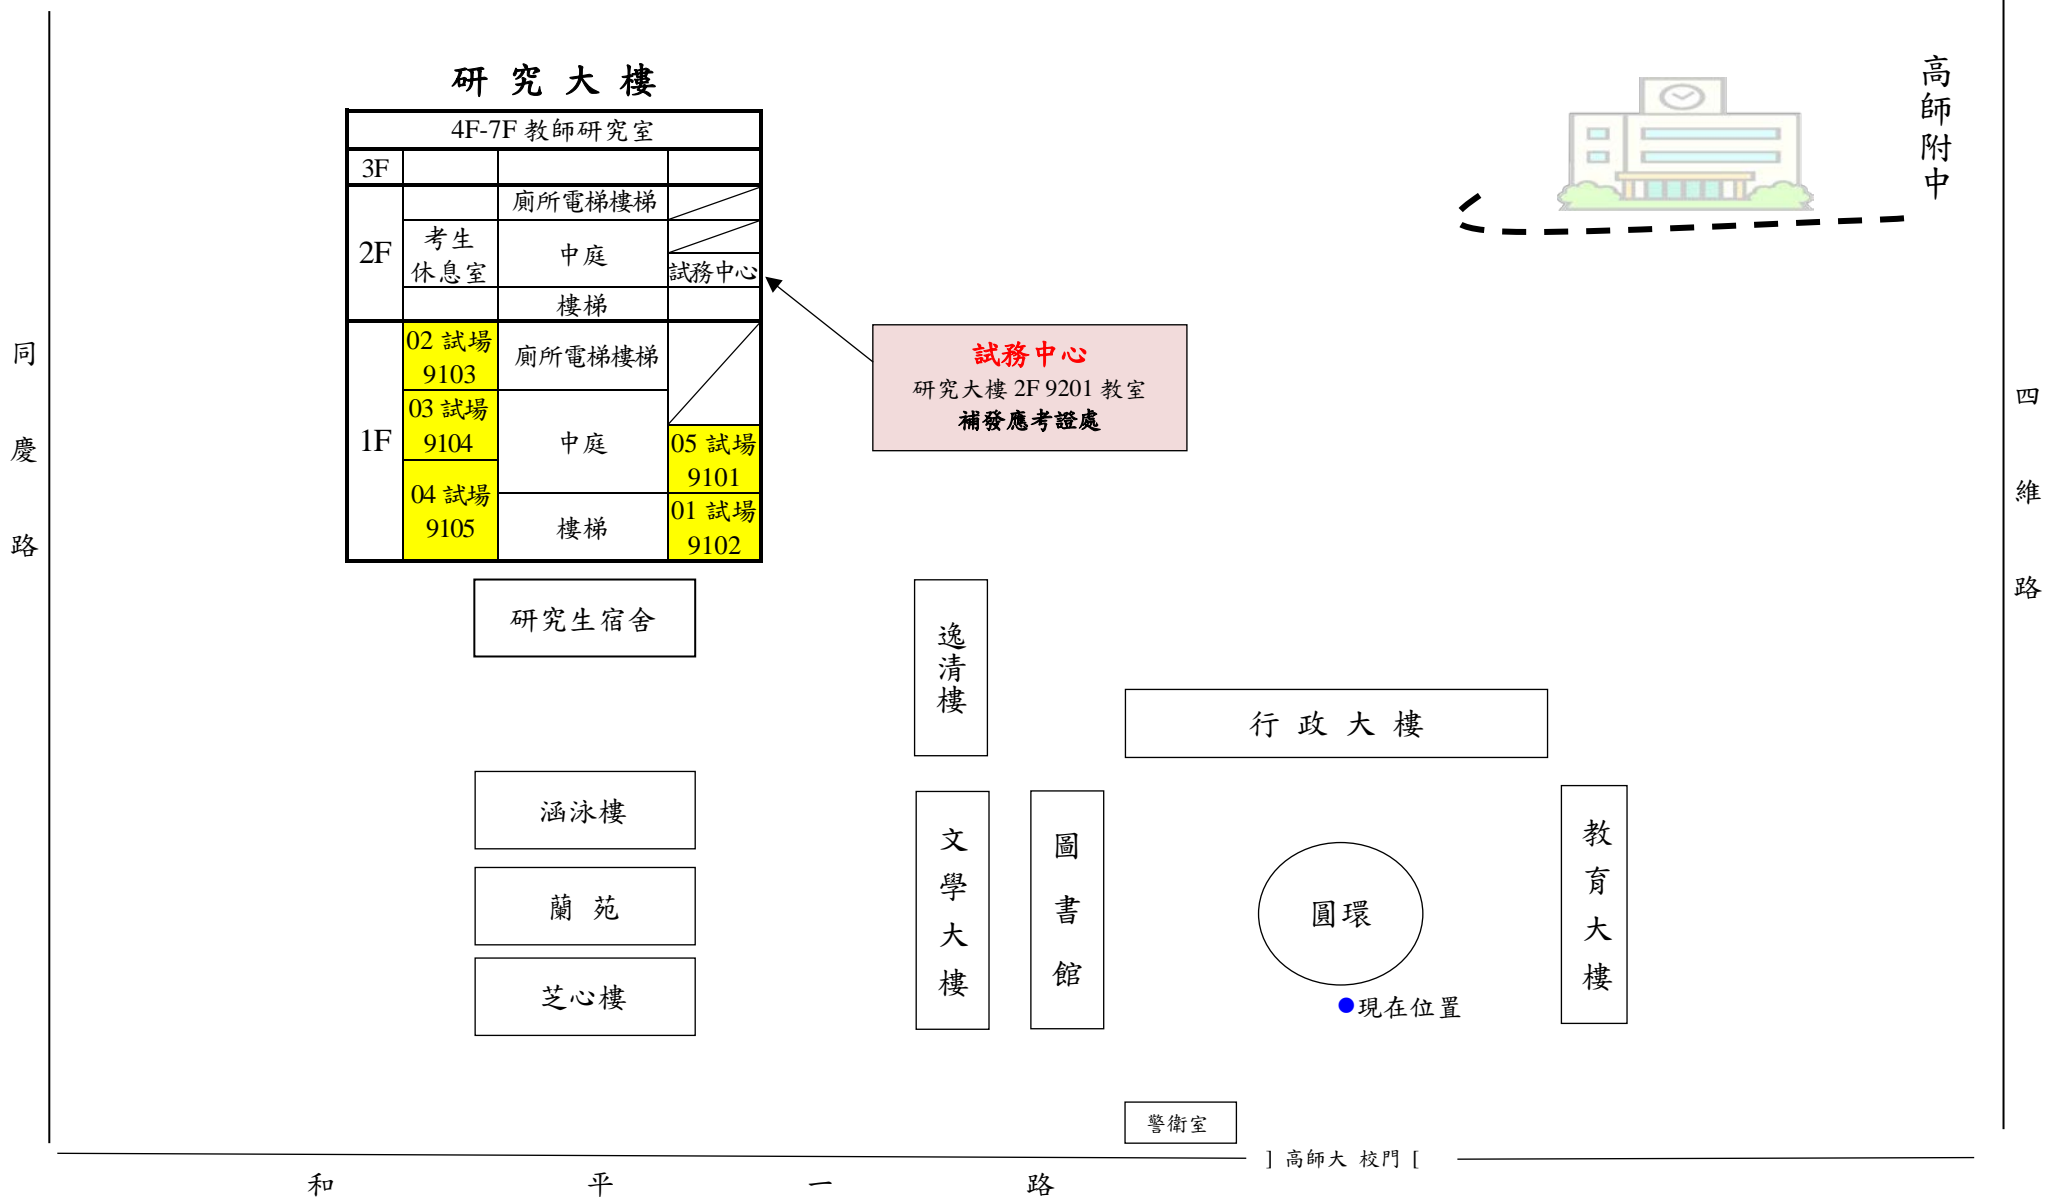 研 究 大 樓
4F-7F 教師研究室
3F
2F
廁所電梯樓梯
考生
休息室
中庭
試務中心
樓梯
1F
02 試場
9103
廁所電梯樓梯
03 試場
9104
中庭
05 試場
9101
04 試場
9105
樓梯
01 試場
9102
試務中心
研究大樓 2F 9201 教室
補發應考證處
高師附中
同慶路
四維路
研究生宿舍
逸清樓
行 政 大 樓
涵泳樓
蘭 苑
芝心樓
文學大樓
圖書館
圓環
教育大樓
現在位置
警衛室
] 高師大 校門 [
和 平 一 路